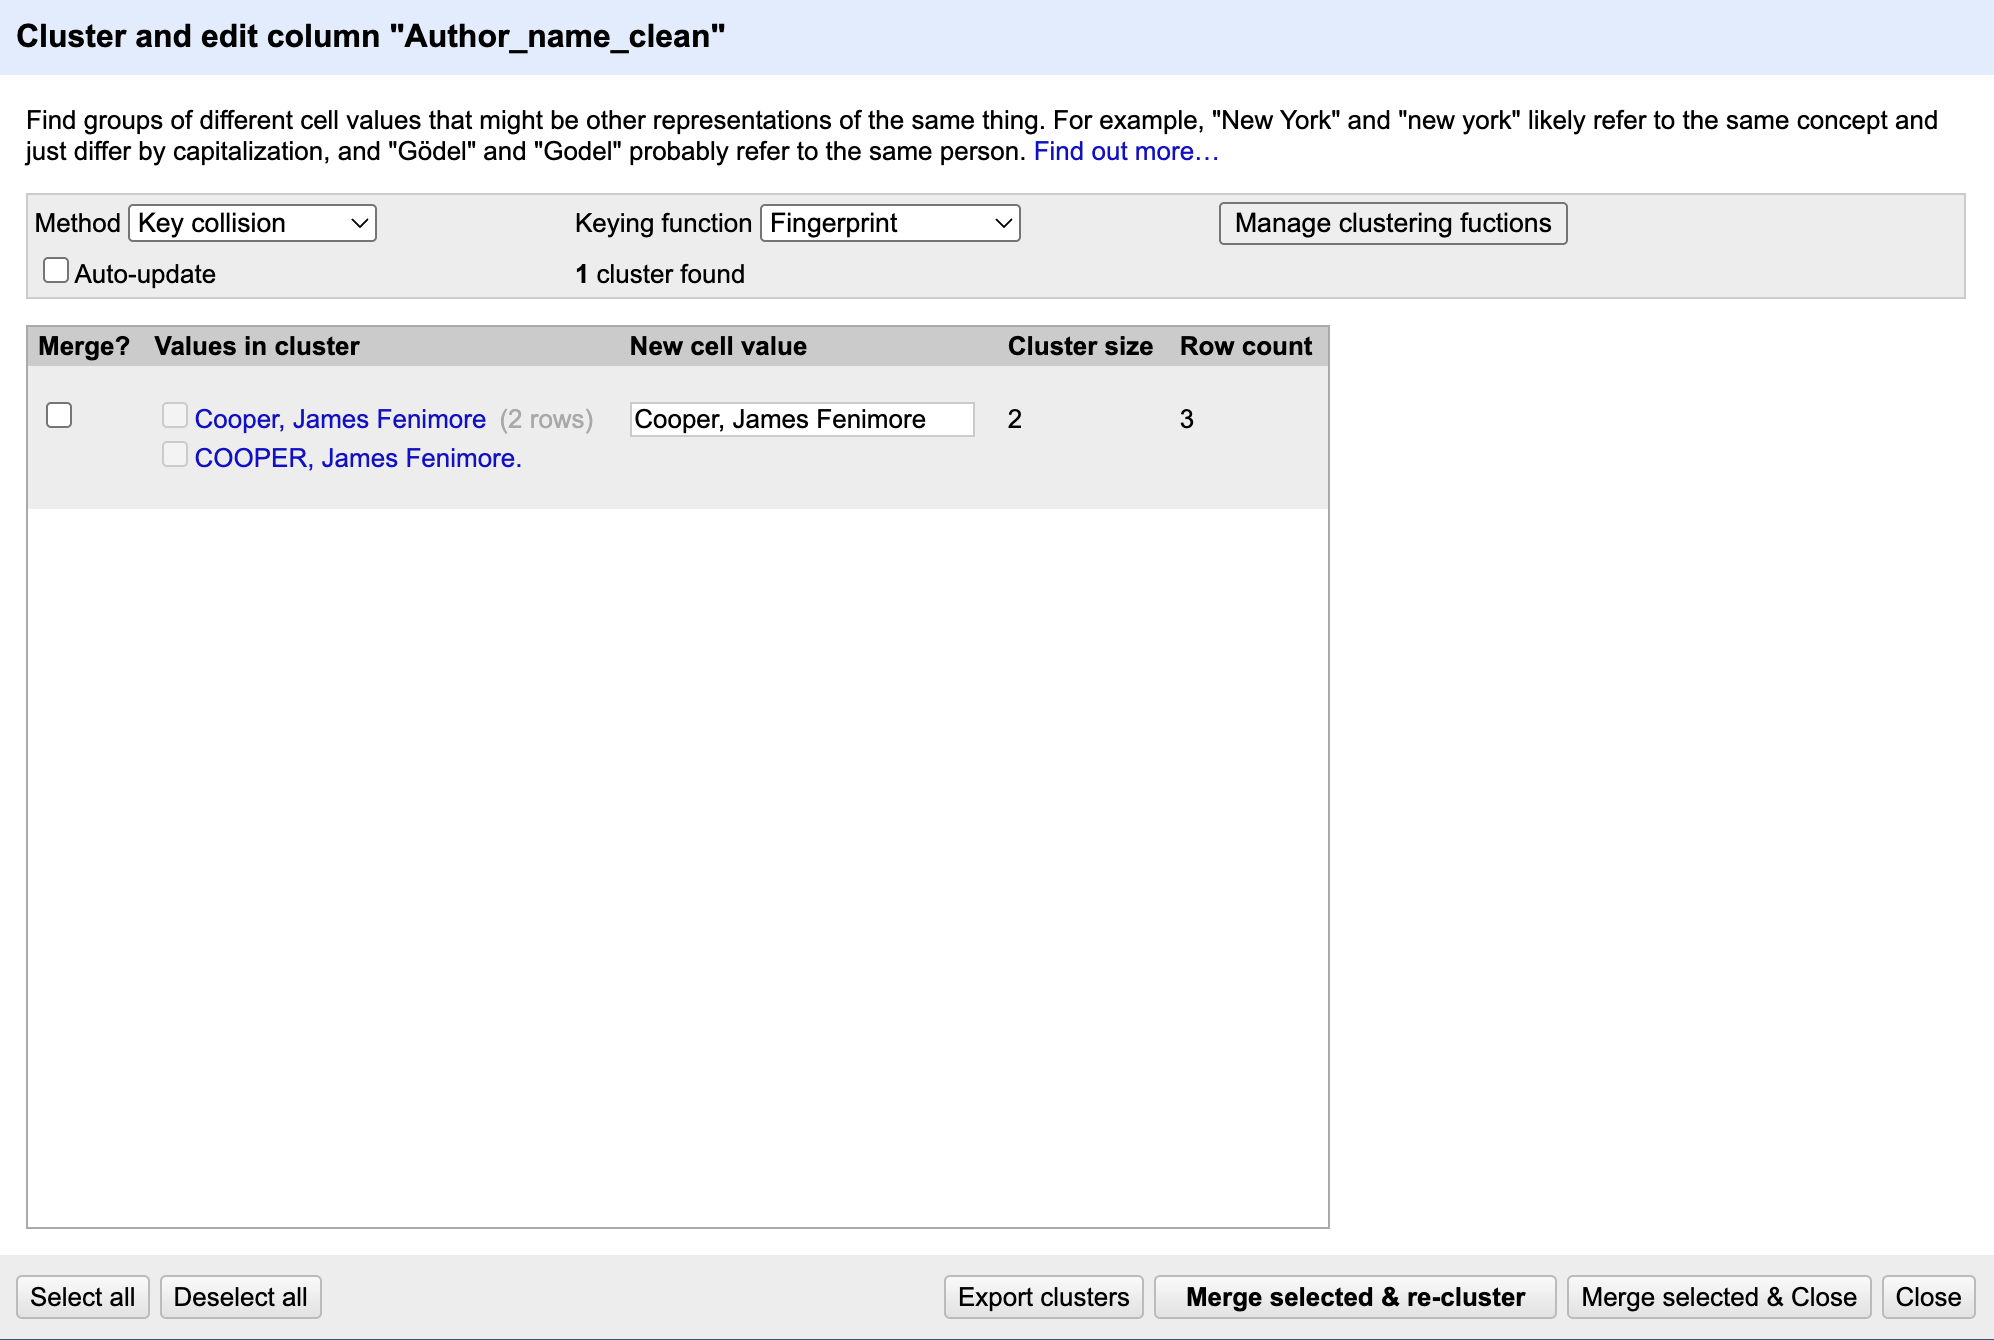 Cluster and edit column "Author_name_clean"
Find groups of different cell values that might be other representations of the same thing. For example, "New York" and "new york" likely refer to the same concept and
just differ by capitalization, and "Gödel" and "Godel" probably refer to the same person. Find out more…
Method Key collision Keying function Fingerprint Manage clustering fuctions
Auto-update 1 cluster found
Merge? Values in cluster New cell value Cluster size Row count
Cooper, James Fenimore (2 rows) Cooper, James Fenimore 2 3
COOPER, James Fenimore.
Select all Deselect all Export clusters Merge selected & re-cluster Merge selected & Close Close